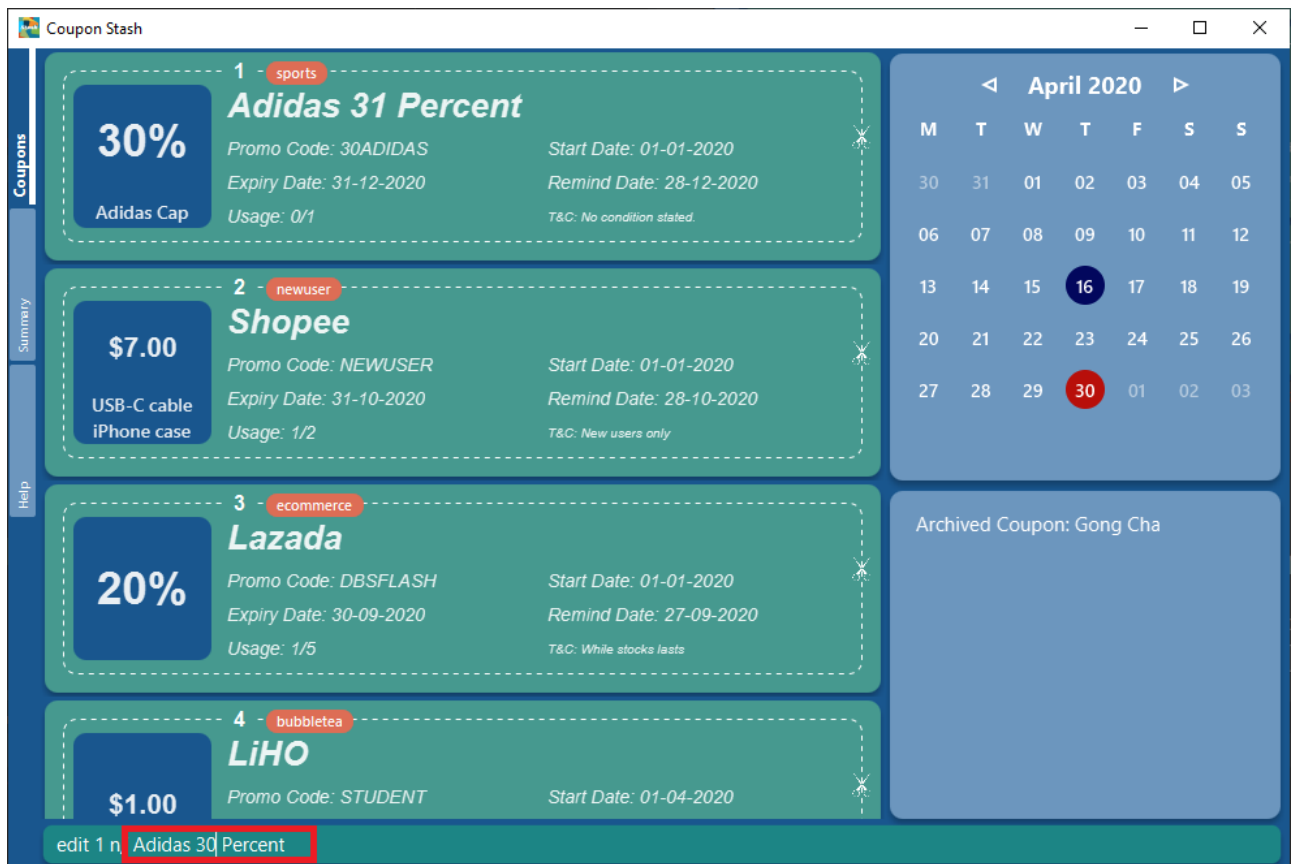 Coupon Stash
Coupons
Summary
Help
1 sports
Adidas 31 Percent
30%
Adidas Cap
Promo Code: 30ADIDAS
Start Date: 01-01-2020
Expiry Date: 31-12-2020
Remind Date: 28-12-2020
Usage: 0/1
T&C: No condition stated.
2 newuser
Shopee
$7.00
USB-C cable
iPhone case
Promo Code: NEWUSER
Start Date: 01-01-2020
Expiry Date: 31-10-2020
Remind Date: 28-10-2020
Usage: 1/2
T&C: New users only
3 ecommerce
Lazada
20%
Promo Code: DBSFLASH
Start Date: 01-01-2020
Expiry Date: 30-09-2020
Remind Date: 27-09-2020
Usage: 1/5
T&C: While stocks lasts
4 bubbletea
LiHO
$1.00
Promo Code: STUDENT
Start Date: 01-04-2020
April 2020
M T W T F S S
30 31 01 02 03 04 05
06 07 08 09 10 11 12
13 14 15 16 17 18 19
20 21 22 23 24 25 26
27 28 29 30 01 02 03
Archived Coupon: Gong Cha
edit 1 n/ Adidas 30 Percent